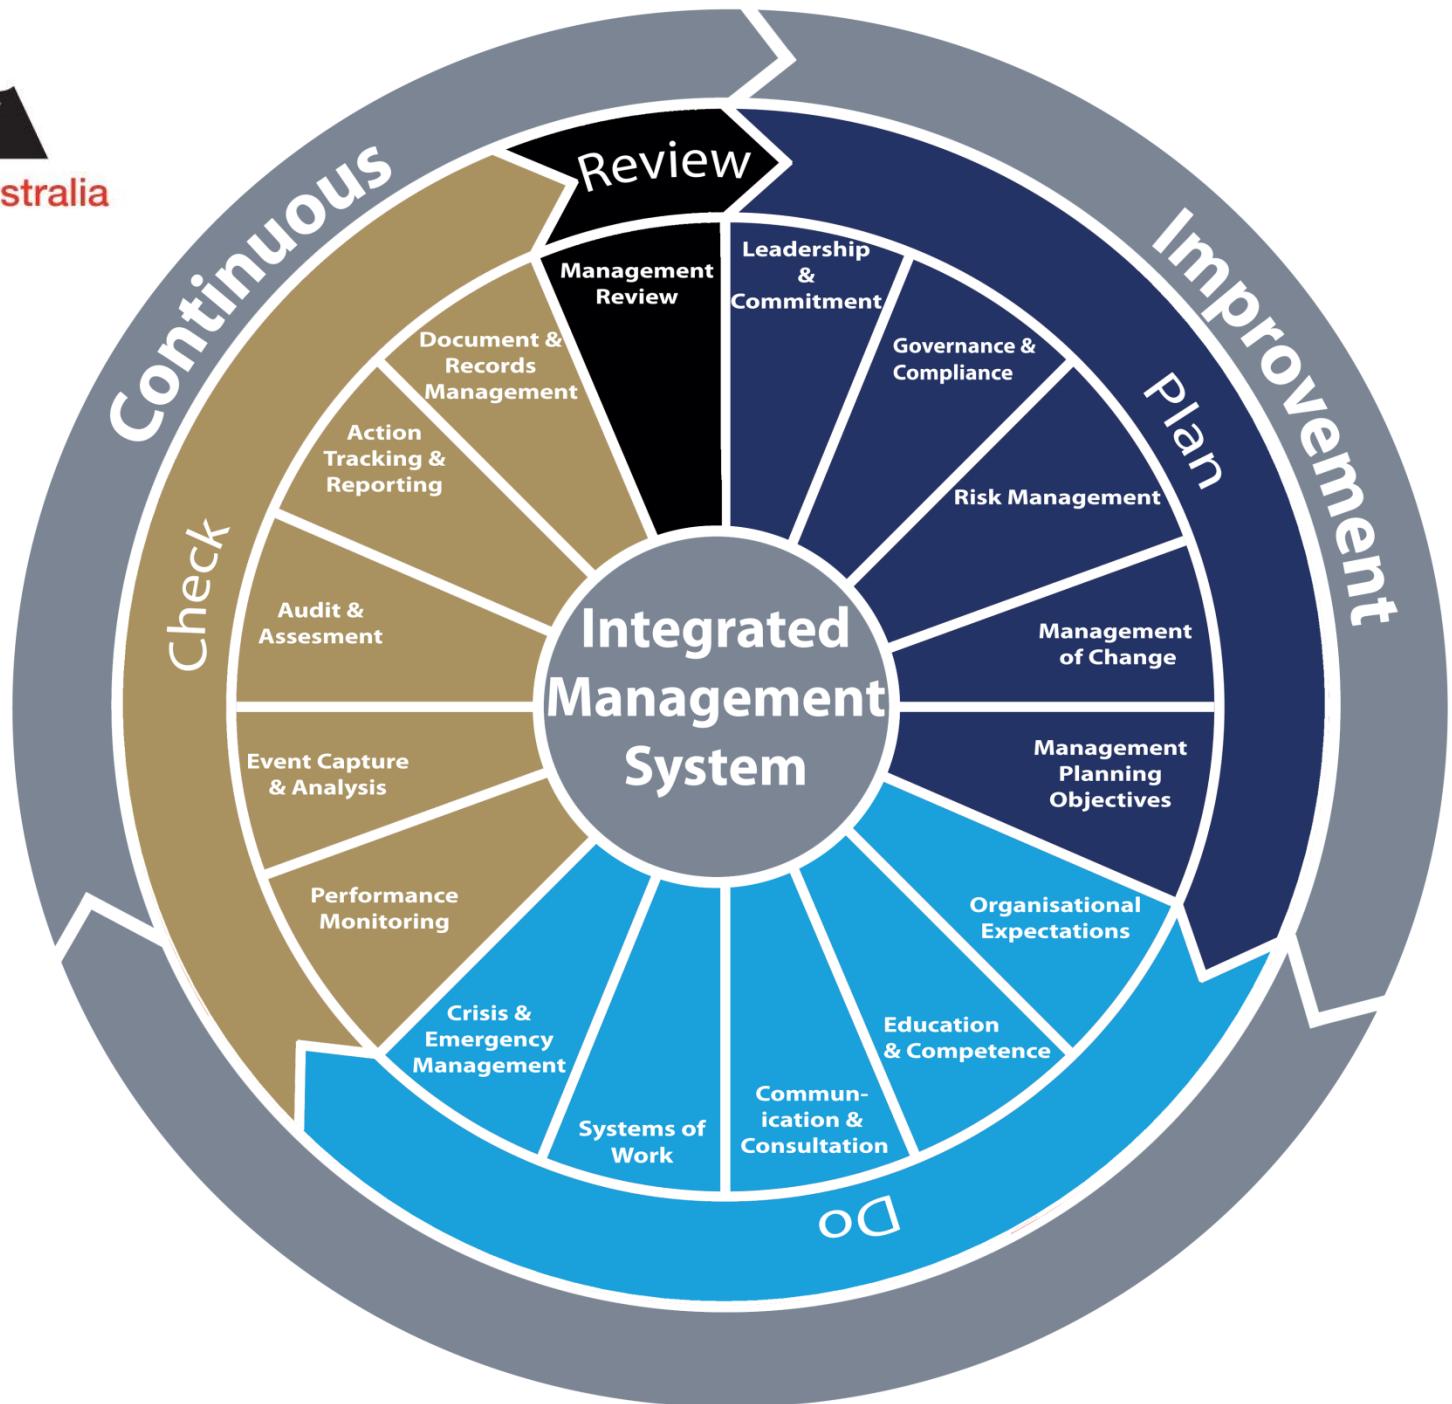 stralia
Continuous
Improvement
Review
Plan
Do
Check
Management
Review
Leadership
&
Commitment
Governance &
Compliance
Risk Management
Management
of Change
Management
Planning
Objectives
Organisational
Expectations
Education
& Competence
Commun-
ication &
Consultation
Systems of
Work
Crisis &
Emergency
Management
Performance
Monitoring
Event Capture
& Analysis
Audit &
Assesment
Action
Tracking &
Reporting
Document &
Records
Management
Integrated
Management
System